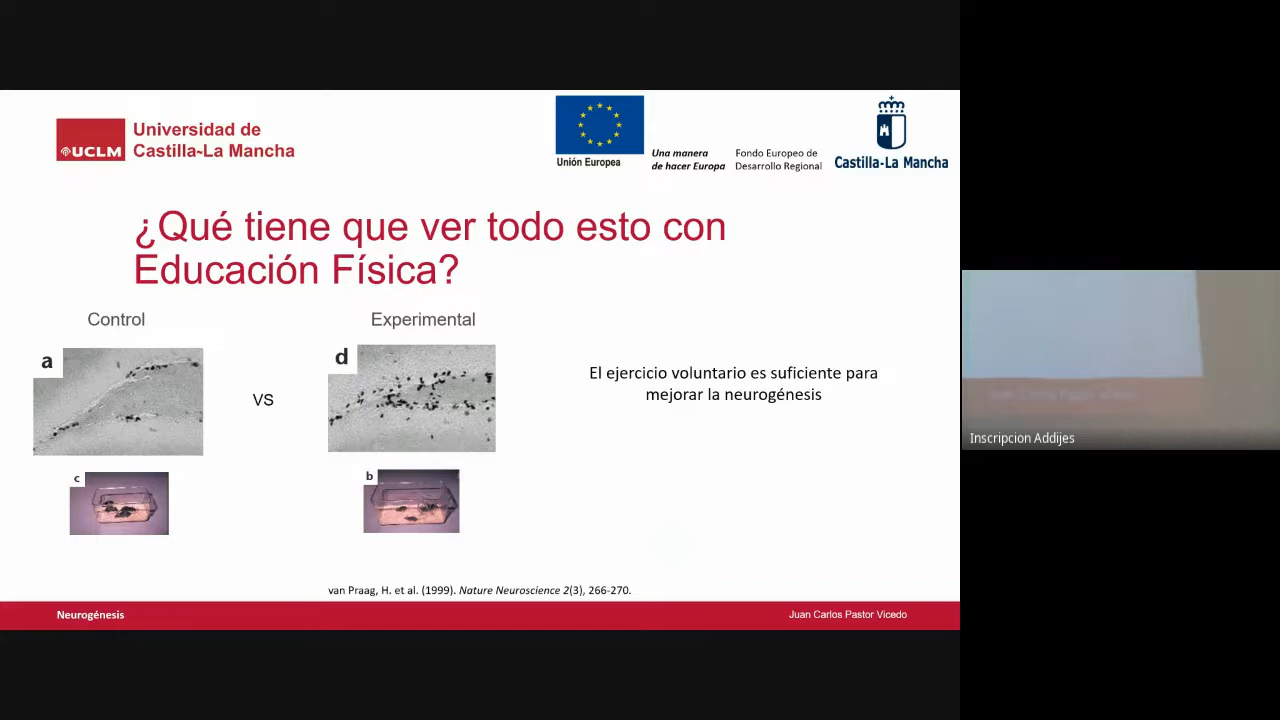 UCLM
Universidad de
Castilla-La Mancha
Unión Europea
Una manera
de hacer Europa
Fondo Europeo de
Desarrollo Regional
Castilla-La Mancha
¿Qué tiene que ver todo esto con
Educación Física?
Control
Experimental
a
d
VS
El ejercicio voluntario es suficiente para
mejorar la neurogénesis
c
b
van Praag, H. et al. (1999). Nature Neuroscience 2(3), 266-270.
Neurogénesis
Juan Carlos Pastor Vicedo
Inscripcion Addijes